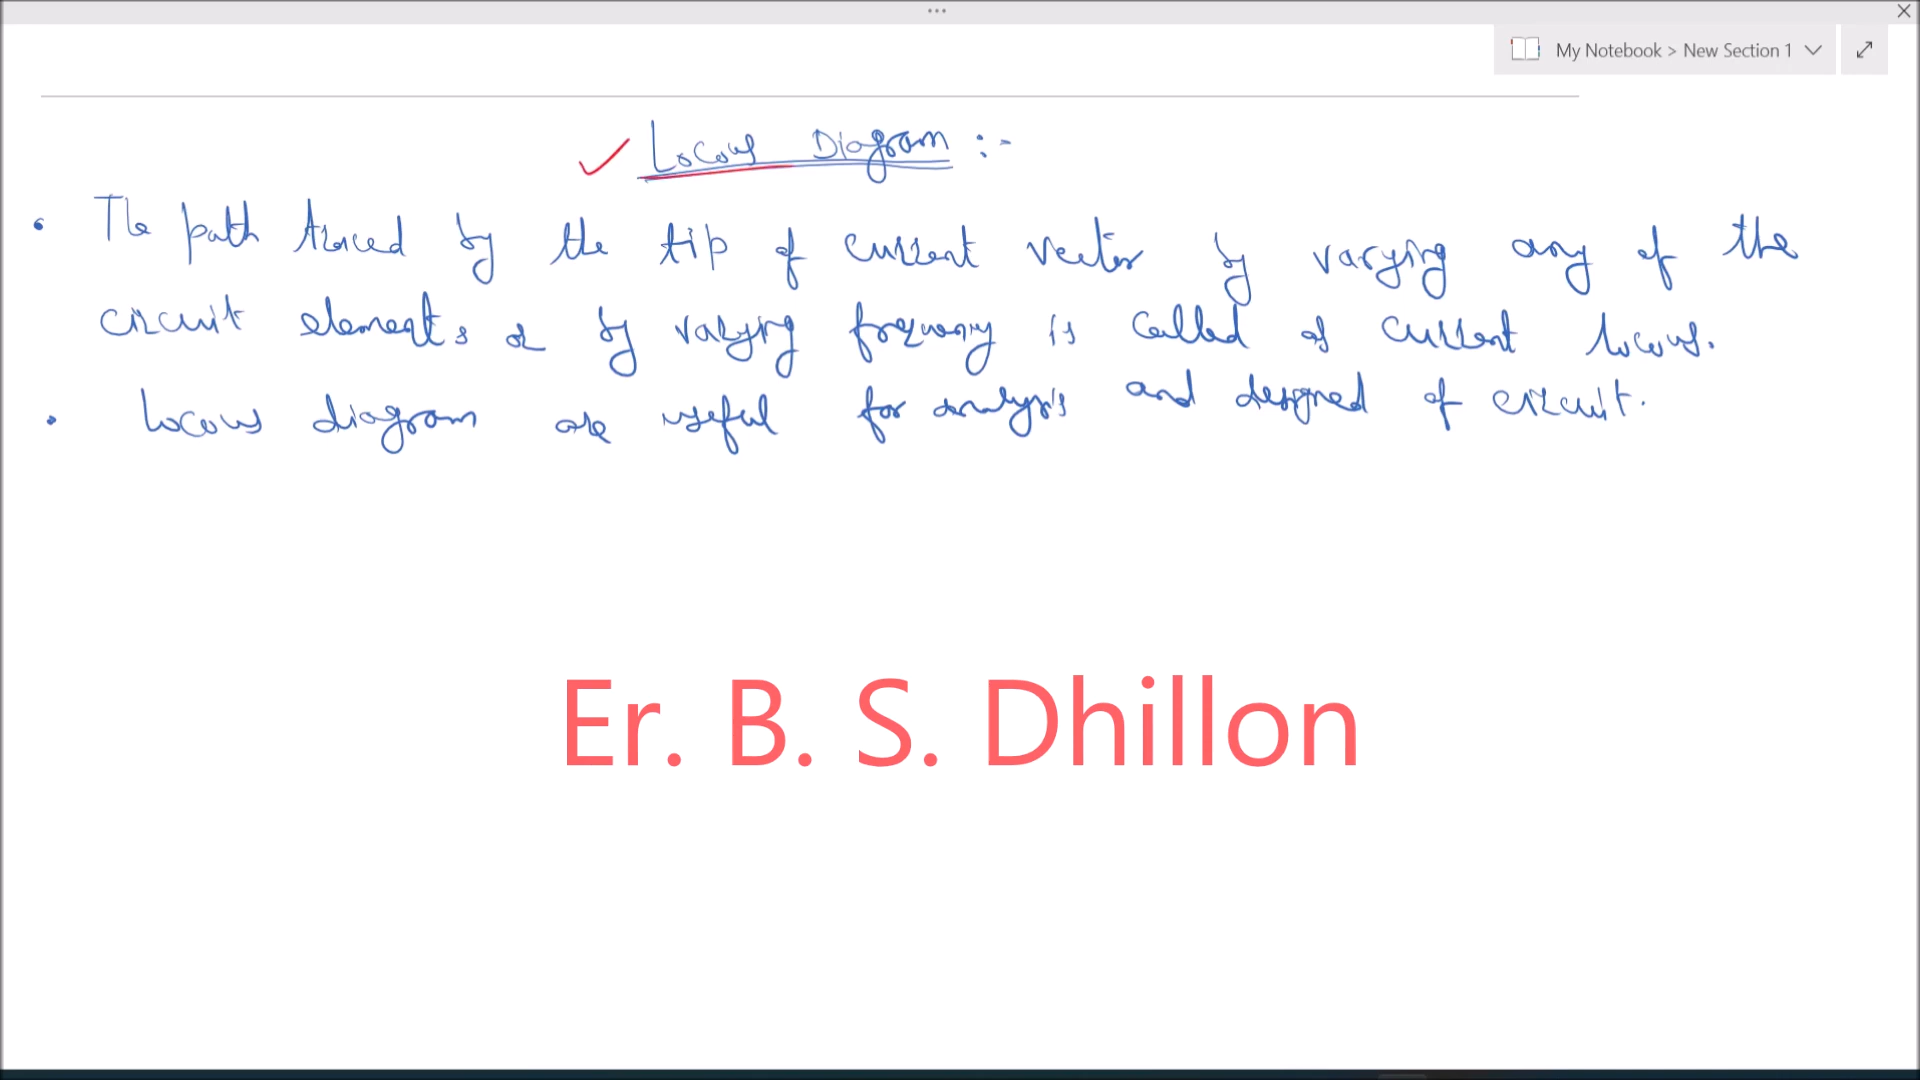 My Notebook > New Section 1
Locus Diagram :-
• The path traced by the tip of current vector by varying any of the
circuit elements or by varying frequency is called as current locus.
• Locus diagram are useful for analysis and designed of circuit.
Er. B. S. Dhillon